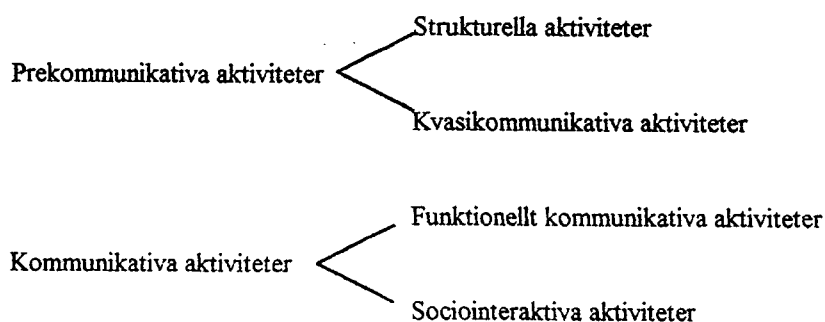 Strukturella aktiviteter
Prekommunikativa aktiviteter
Kvasikommunikativa aktiviteter
Funktionellt kommunikativa aktiviteter
Kommunikativa aktiviteter
Sociointeraktiva aktiviteter